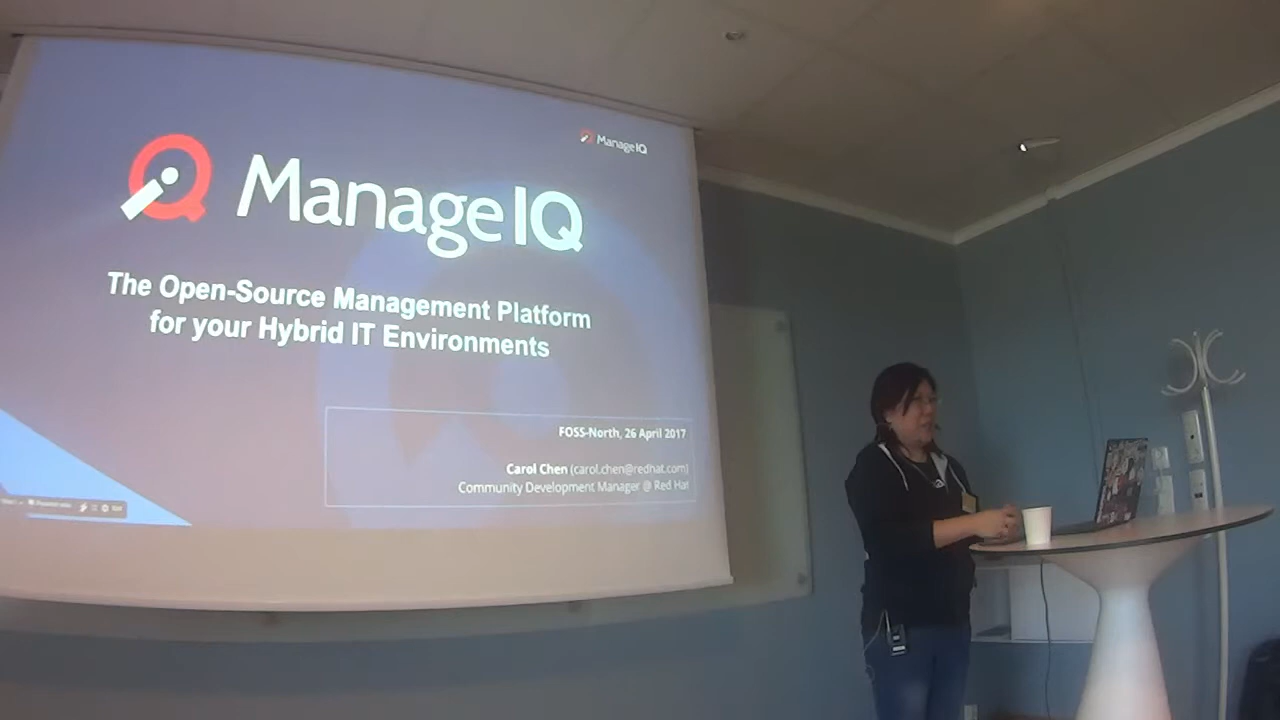 ManageIQ
ManageIQ
The Open-Source Management Platform
for your Hybrid IT Environments
FOSS-North, 26 April 2017
Carol Chen (carol.chen@redhat.com)
Community Development Manager @ Red Hat